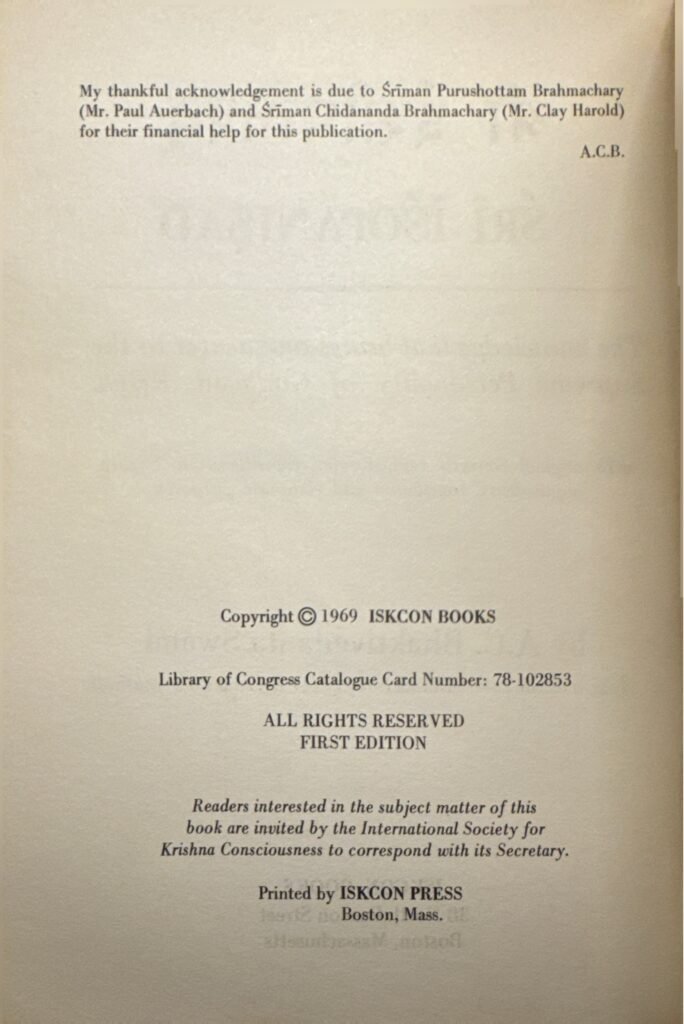 My thankful acknowledgement is due to Śrīman Purushottam Brahmachary
(Mr. Paul Auerbach) and Śrīman Chidananda Brahmachary (Mr. Clay Harold)
for their financial help for this publication.
A.C.B.
Copyright © 1969 ISKCON BOOKS
Library of Congress Catalogue Card Number: 78-102853
ALL RIGHTS RESERVED
FIRST EDITION
Readers interested in the subject matter of this
book are invited by the International Society for
Krishna Consciousness to correspond with its Secretary.
Printed by ISKCON PRESS
Boston, Mass.